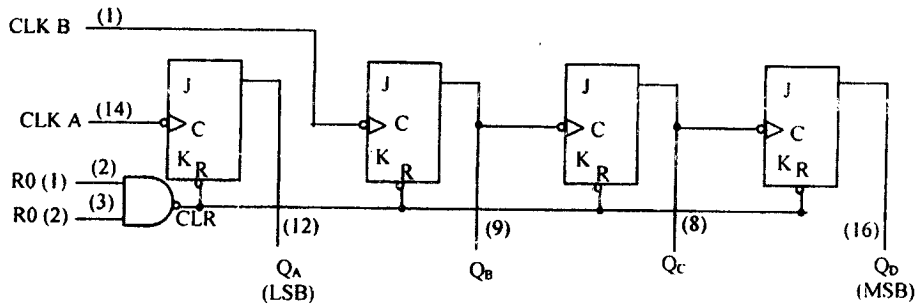 CLK B (1)
J J J J
CLK A (14) C C C C
K R K R K R K R
R0 (1) (2)
R0 (2) (3) CLR
(12) (9) (8) (16)
QA QB QC QD
(LSB) (MSB)